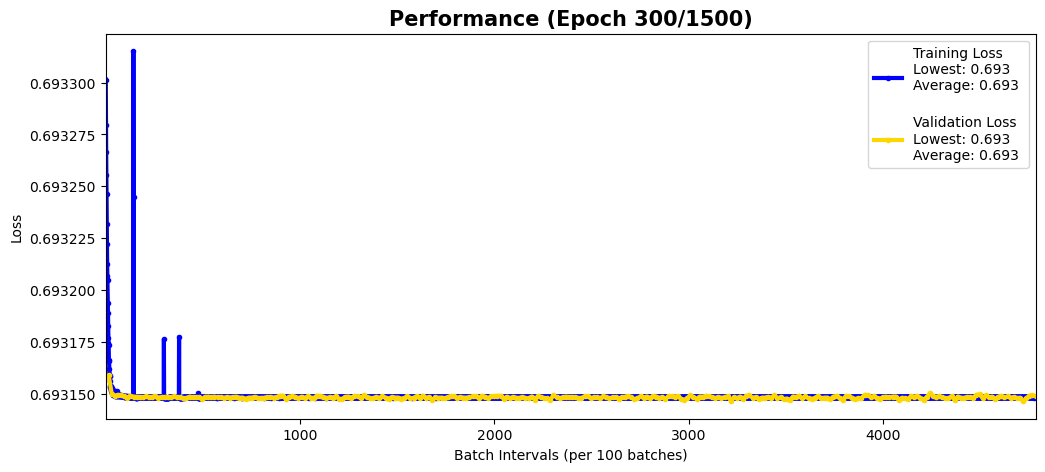 Performance (Epoch 300/1500)
Training Loss
Lowest: 0.693
Average: 0.693
Validation Loss
Lowest: 0.693
Average: 0.693
Loss
0.693300
0.693275
0.693250
0.693225
0.693200
0.693175
0.693150
1000
2000
3000
4000
Batch Intervals (per 100 batches)